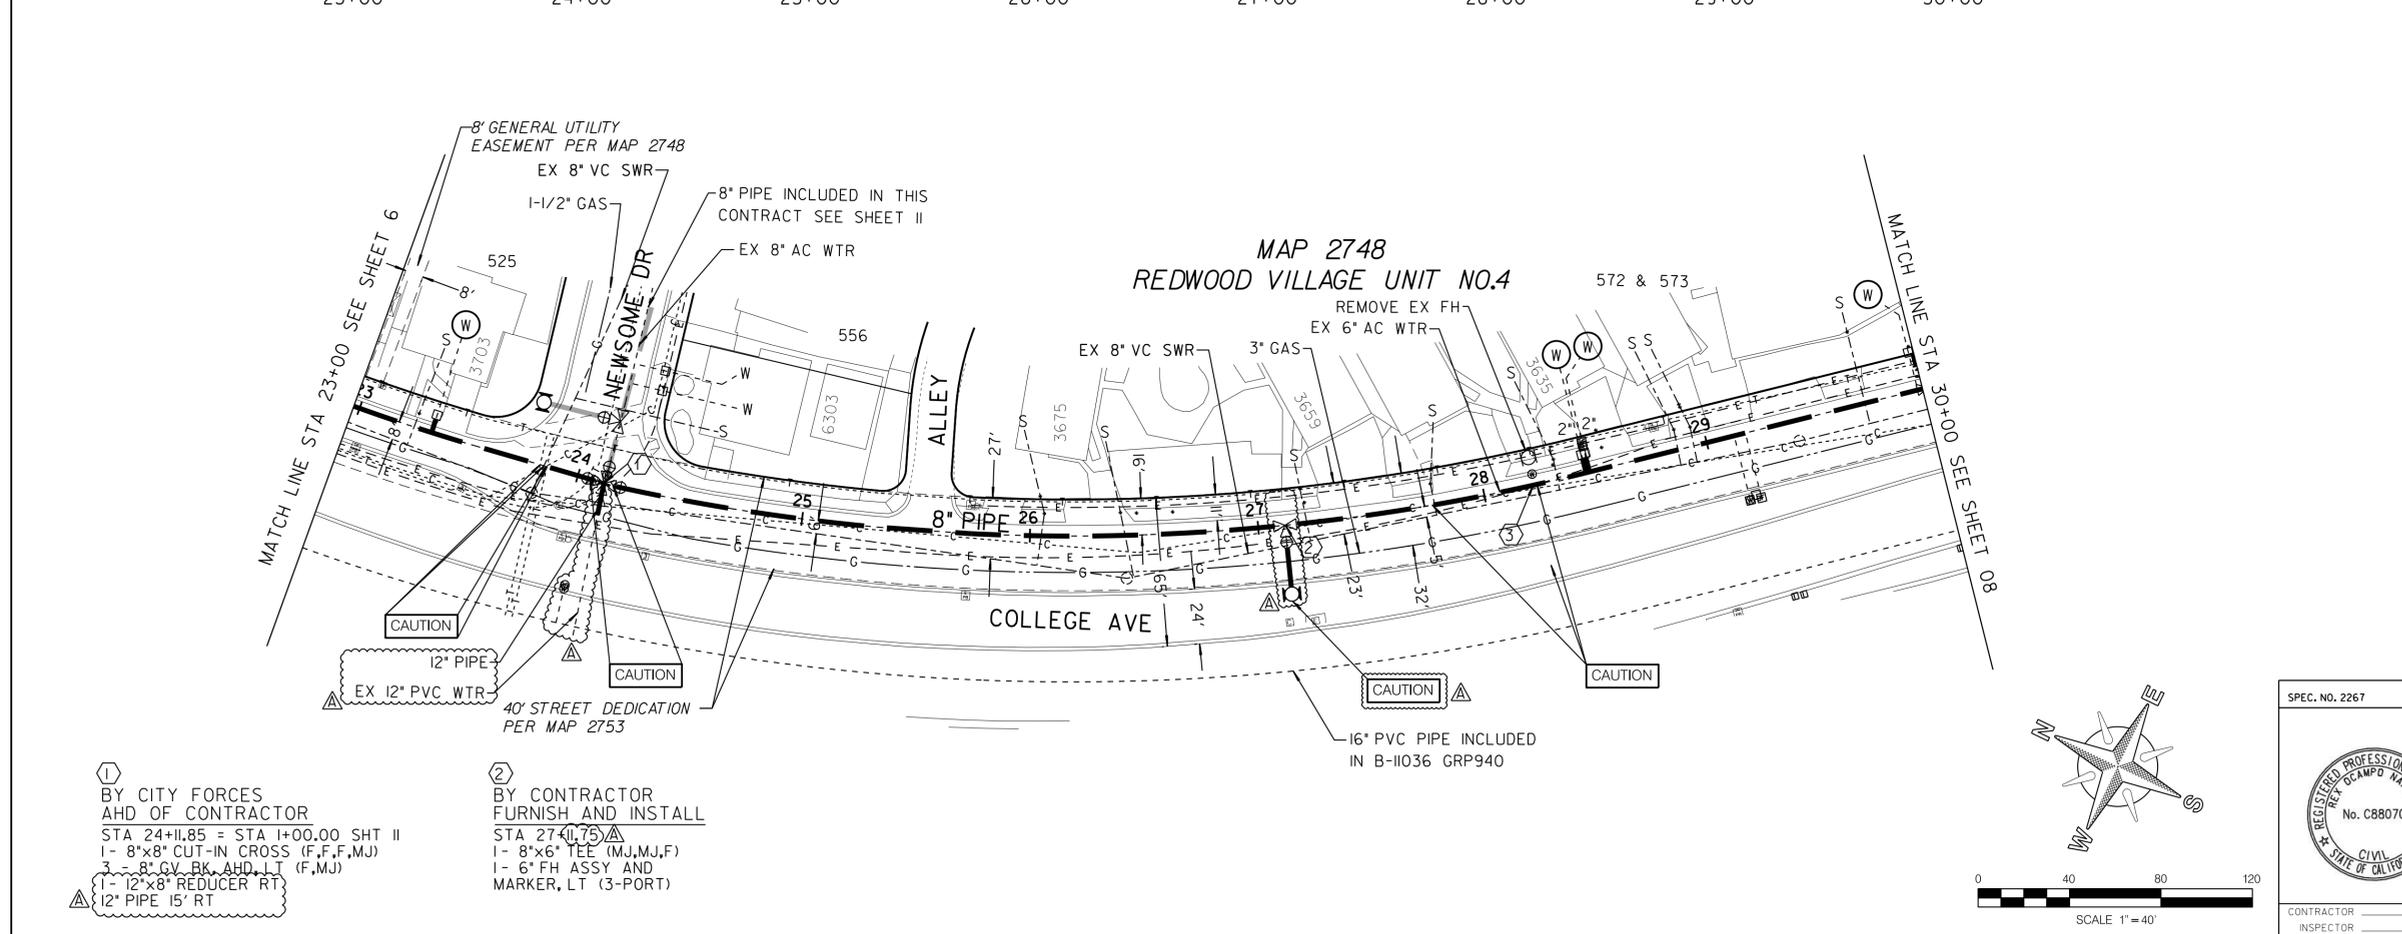 24+00
8' GENERAL UTILITY
EASEMENT PER MAP 2748
EX 8" VC SWR
1-1/2" GAS
8" PIPE INCLUDED IN THIS
CONTRACT SEE SHEET 11
EX 8" AC WTR
NEWSOME DR
MATCH LINE STA 23+00 SEE SHEET 6
525
8'
S
W
3703
23
8'
24
1
W
W
S
556
6303
25
ALLEY
27'
MAP 2748
REDWOOD VILLAGE UNIT NO.4
572 & 573
REMOVE EX FH
EX 6" AC WTR
EX 8" VC SWR
3" GAS
S
3675
S
16'
3659
S
S
S
3635
W
W
S S
S
W
2" 2"
8" PIPE
26
27
28
29
11'
2
3
65'
24'
23'
32'
5'
MATCH LINE STA 30+00 SEE SHEET 08
COLLEGE AVE
CAUTION
12" PIPE
EX 12" PVC WTR
A
A
CAUTION
40' STREET DEDICATION
PER MAP 2753
A
CAUTION
A
CAUTION
16" PVC PIPE INCLUDED
IN B-11036 GRP940
1
BY CITY FORCES
AHD OF CONTRACTOR
STA 24+11.85 = STA 1+00.00 SHT 11
1- 8"x8" CUT-IN CROSS (F,F,F,MJ)
3 - 8" GV BK, AHD, LT (F,MJ)
1- 12"x8" REDUCER RT
A 12" PIPE 15' RT
2
BY CONTRACTOR
FURNISH AND INSTALL
STA 27+11.75 A
1- 8"x6" TEE (MJ,MJ,F)
1- 6" FH ASSY AND
MARKER, LT (3-PORT)
N
E
S
W
0 40 80 120
SCALE 1"=40'
SPEC. NO. 2267
REGISTERED
REX OCAMPO
No. C8807
CIVIL
STATE OF
CONTRACTOR
INSPECTOR